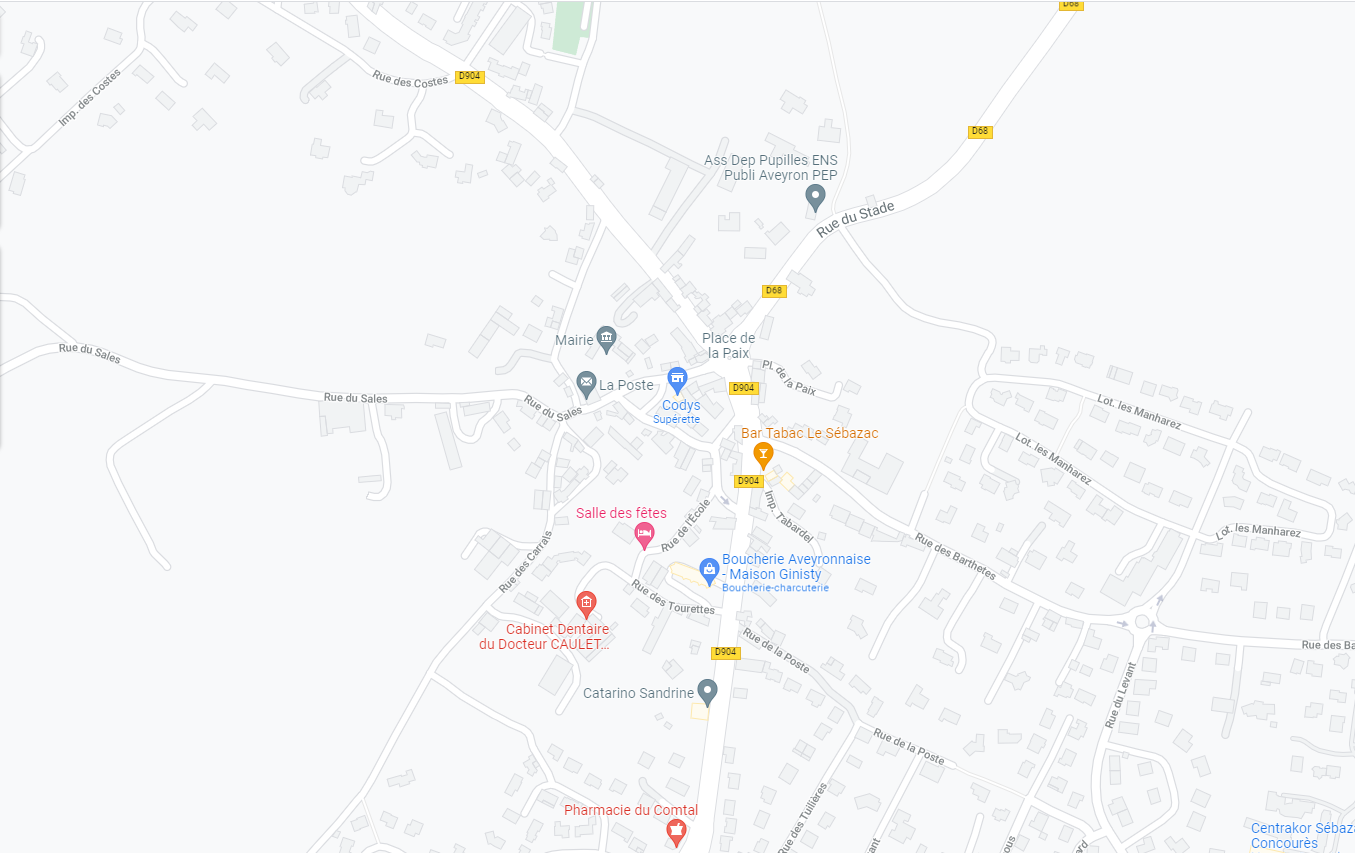 D68
Rue des Costes
D904
Imp. des Costes
D68
Ass Dep Pupilles ENS
Publi Aveyron PEP
Rue du Stade
D68
Mairie
Place de
la Paix
Rue du Sales
Pl. de la Paix
La Poste
D904
Rue du Sales
Rue du Sales
Codys
Supérette
Lot. les Manharez
Bar Tabac Le Sébazac
Lot. les Manharez
D904
Imp. Tabardel
Salle des fêtes
Rue de l'École
Lot. les Manharez
Rue des Carrals
Rue des Barthetes
Boucherie Aveyronnaise
- Maison Ginisty
Boucherie-charcuterie
Rue des Tourettes
Cabinet Dentaire
du Docteur CAULET...
Rue de la Poste
D904
Rue des Ba
Catarino Sandrine
Rue du Levant
Rue de la Poste
Pharmacie du Comtal
Rue des Tuilières
Centrakor Sébaza
Concourès